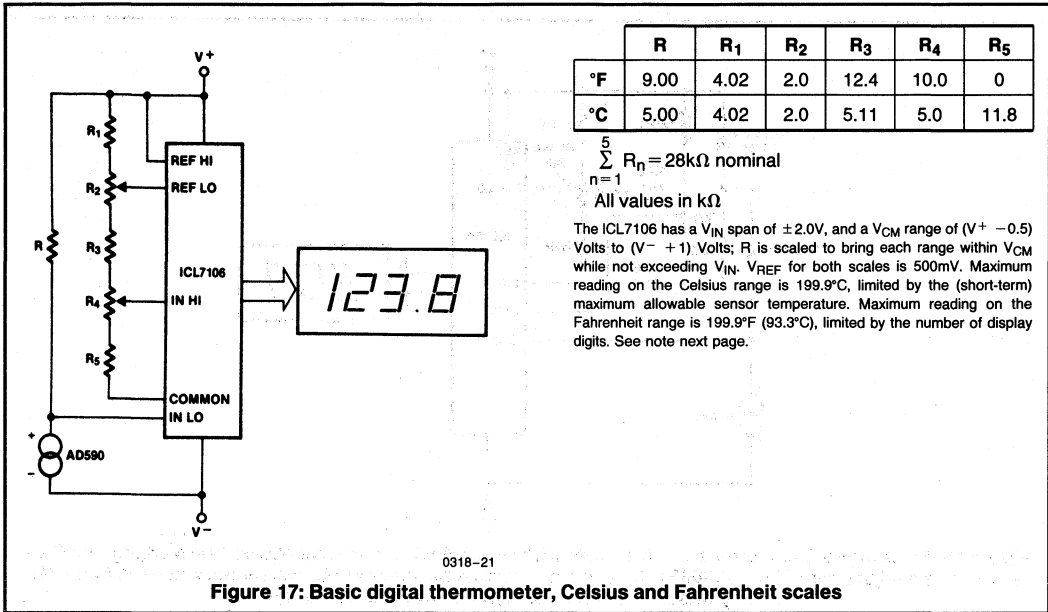 V+
R1
R2
R3
R4
R5
R
REF HI
REF LO
ICL7106
IN HI
COMMON
IN LO
+
AD590
−
V−
123.8
R R1 R2 R3 R4 R5
°F 9.00 4.02 2.0 12.4 10.0 0
°C 5.00 4.02 2.0 5.11 5.0 11.8
5
Σ Rn = 28kΩ nominal
n=1
All values in kΩ
The ICL7106 has a VIN span of ±2.0V, and a VCM range of (V+ −0.5)
Volts to (V− +1) Volts; R is scaled to bring each range within VCM
while not exceeding VIN. VREF for both scales is 500mV. Maximum
reading on the Celsius range is 199.9°C, limited by the (short-term)
maximum allowable sensor temperature. Maximum reading on the
Fahrenheit range is 199.9°F (93.3°C), limited by the number of display
digits. See note next page.
0318–21
Figure 17: Basic digital thermometer, Celsius and Fahrenheit scales